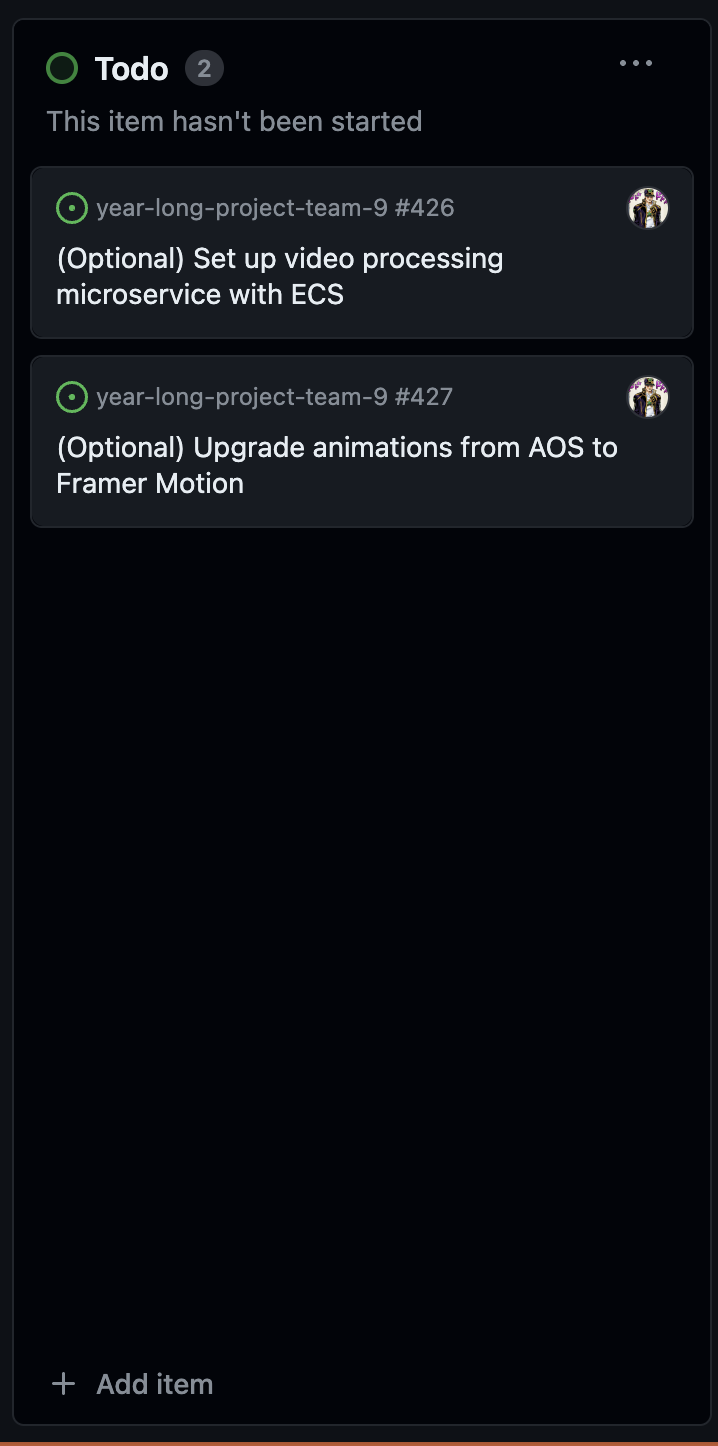 Todo 2
This item hasn't been started
year-long-project-team-9 #426
(Optional) Set up video processing
microservice with ECS
year-long-project-team-9 #427
(Optional) Upgrade animations from AOS to
Framer Motion
+ Add item